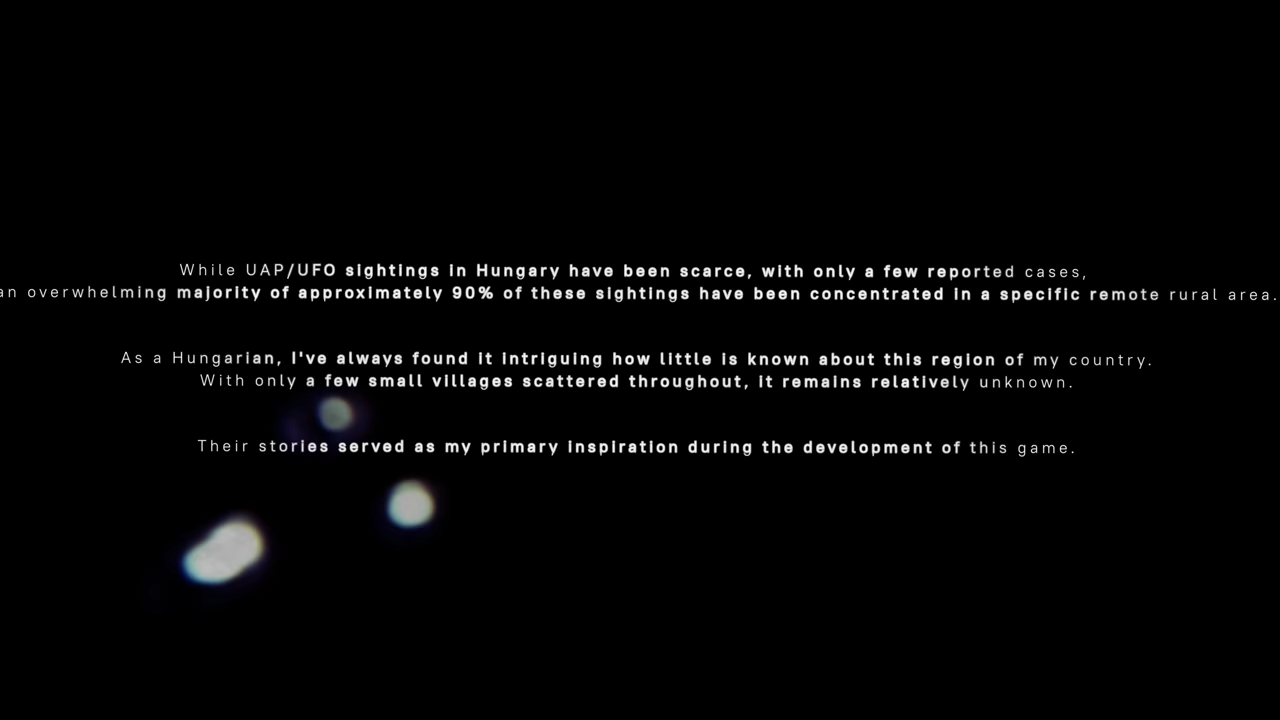 While UAP/UFO sightings in Hungary have been scarce, with only a few reported cases,
an overwhelming majority of approximately 90% of these sightings have been concentrated in a specific remote rural area.
As a Hungarian, I've always found it intriguing how little is known about this region of my country.
With only a few small villages scattered throughout, it remains relatively unknown.
Their stories served as my primary inspiration during the development of this game.